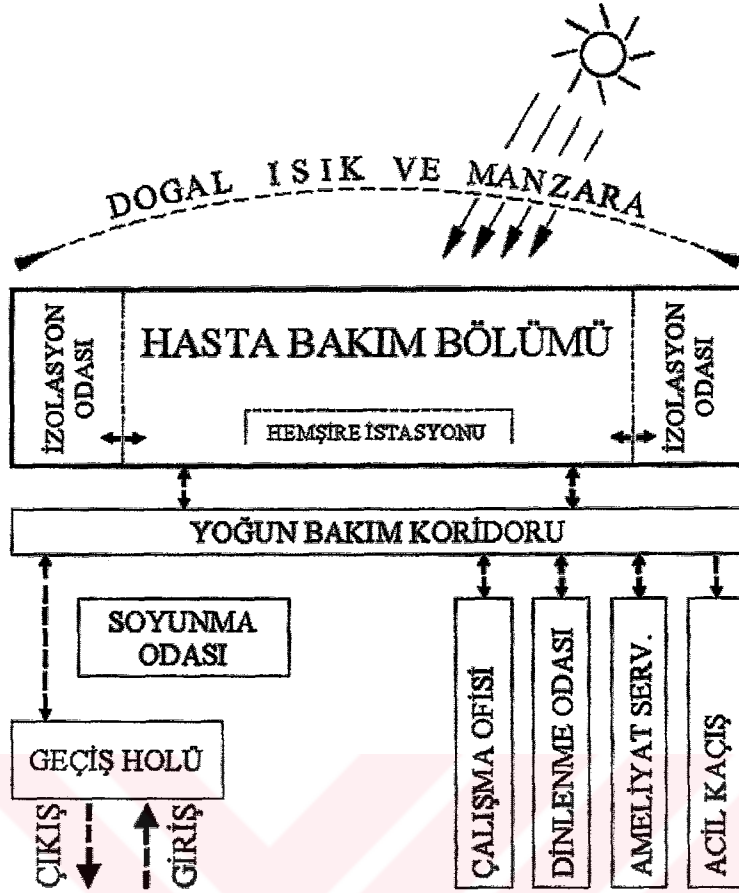 DOGAL ISIK VE MANZARA
İZOLASYON
ODASI
HASTA BAKIM BÖLÜMÜ
HEMŞİRE İSTASYONU
İZOLASYON
ODASI
YOĞUN BAKIM KORİDORU
SOYUNMA
ODASI
GEÇİŞ HOLÜ
ÇIKIŞ
GİRİŞ
ÇALIŞMA OFİSİ
DİNLENME ODASI
AMELİYAT SERV.
ACİL KAÇIŞ